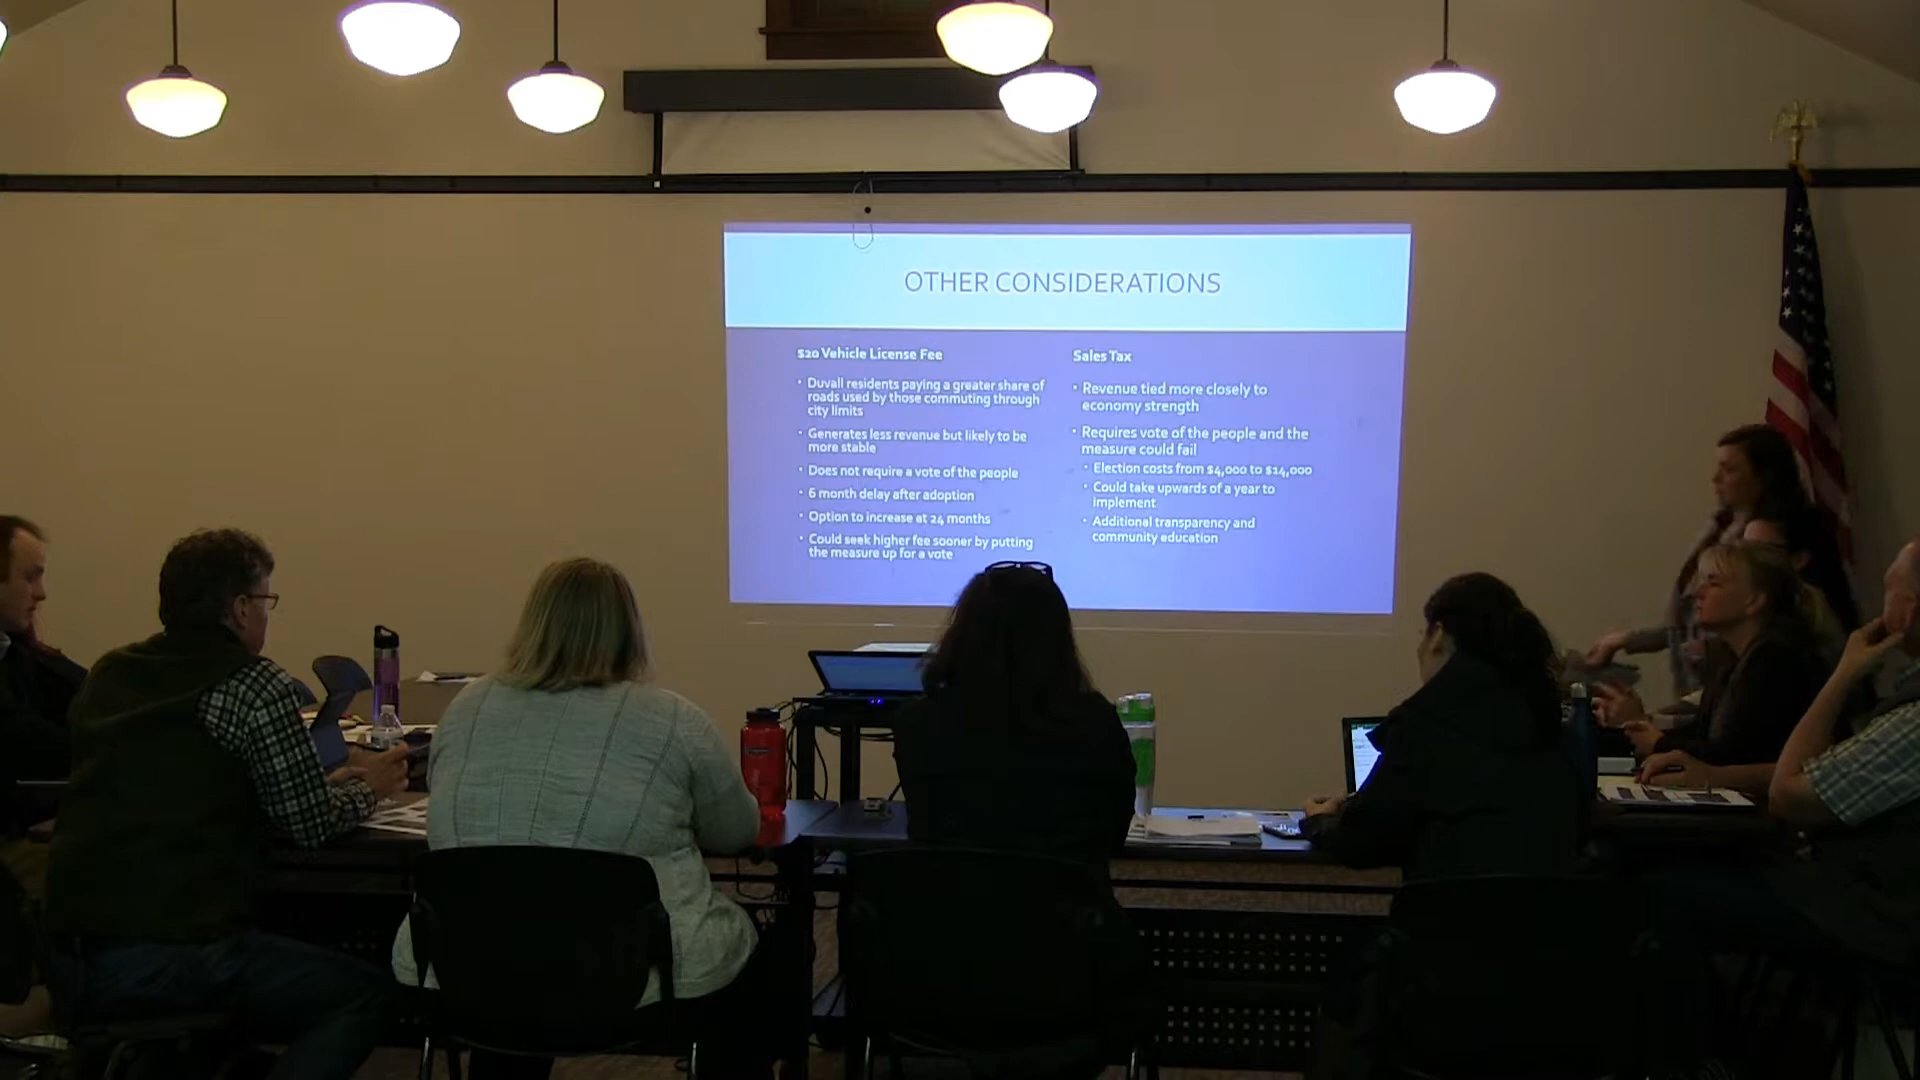 OTHER CONSIDERATIONS
$20 Vehicle License Fee
• Duvall residents paying a greater share of
roads used by those commuting through
city limits
• Generates less revenue but likely to be
more stable
• Does not require a vote of the people
• 6 month delay after adoption
• Option to increase at 24 months
• Could seek higher fee sooner by putting
the measure up for a vote
Sales Tax
• Revenue tied more closely to
economy strength
• Requires vote of the people and the
measure could fail
• Election costs from $4,000 to $14,000
• Could take upwards of a year to
implement
• Additional transparency and
community education